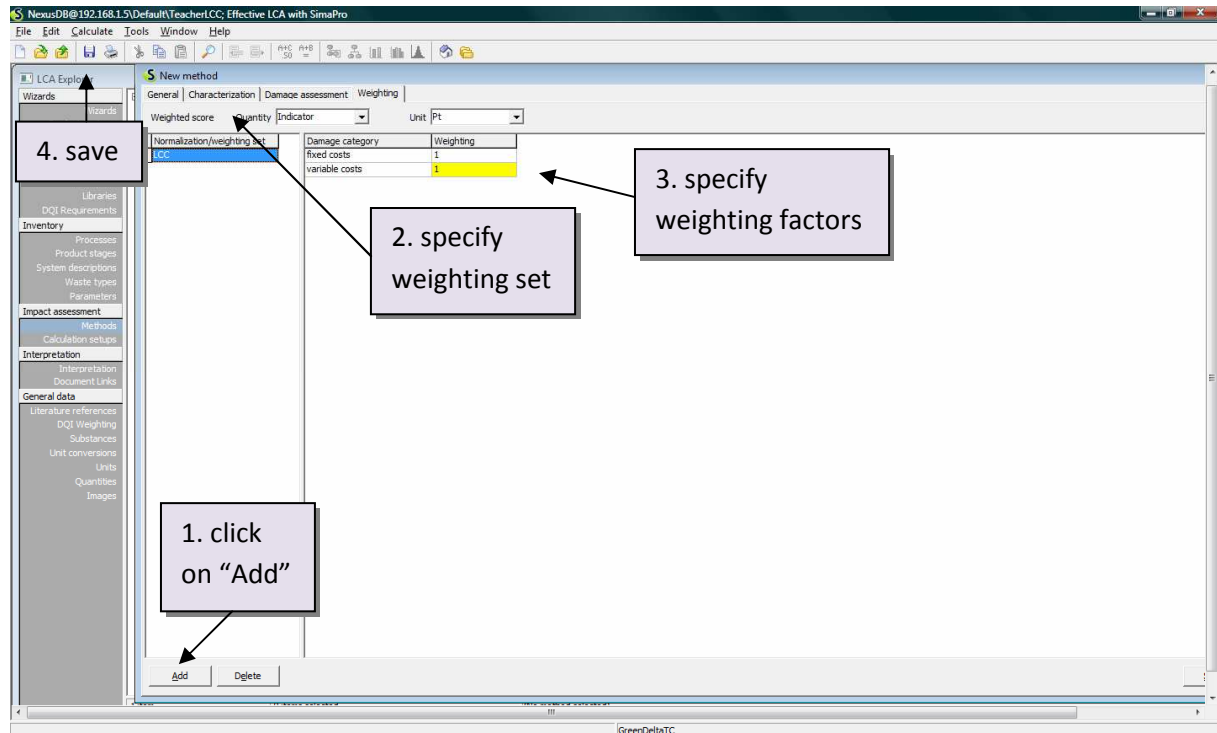 NexusDB@192.168.1.5\Default\TeacherLCC; Effective LCA with SimaPro
File Edit Calculate Tools Window Help
LCA Explorer
New method
Wizards
Wizards
General Characterization Damage assessment Weighting
Weighted score Quantity Indicator Unit Pt
Normalization/weighting set Damage category Weighting
LCC fixed costs 1
variable costs 1
4. save
3. specify
weighting factors
2. specify
weighting set
Libraries
DQI Requirements
Inventory
Processes
Product stages
System descriptions
Waste types
Parameters
Impact assessment
Methods
Calculation setups
Interpretation
Interpretation
Document Links
General data
Literature references
DQI Weighting
Substances
Unit conversions
Units
Quantities
Images
1. click
on “Add”
Add Delete
GreenDeltaTC